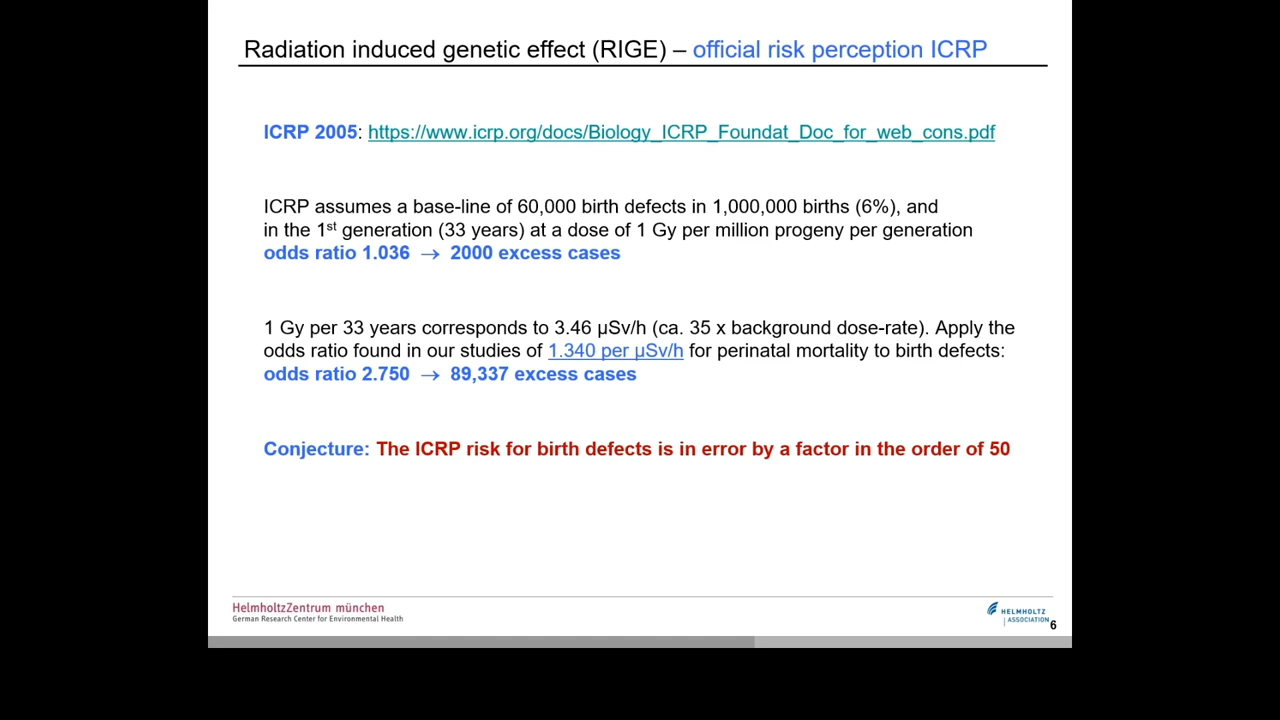 Radiation induced genetic effect (RIGE) – official risk perception ICRP
ICRP 2005: https://www.icrp.org/docs/Biology_ICRP_Foundat_Doc_for_web_cons.pdf
ICRP assumes a base-line of 60,000 birth defects in 1,000,000 births (6%), and
in the 1st generation (33 years) at a dose of 1 Gy per million progeny per generation
odds ratio 1.036 → 2000 excess cases
1 Gy per 33 years corresponds to 3.46 µSv/h (ca. 35 x background dose-rate). Apply the
odds ratio found in our studies of 1.340 per µSv/h for perinatal mortality to birth defects:
odds ratio 2.750 → 89,337 excess cases
Conjecture: The ICRP risk for birth defects is in error by a factor in the order of 50
HelmholtzZentrum münchen
German Research Center for Environmental Health
HELMHOLTZ
| ASSOCIATION
6